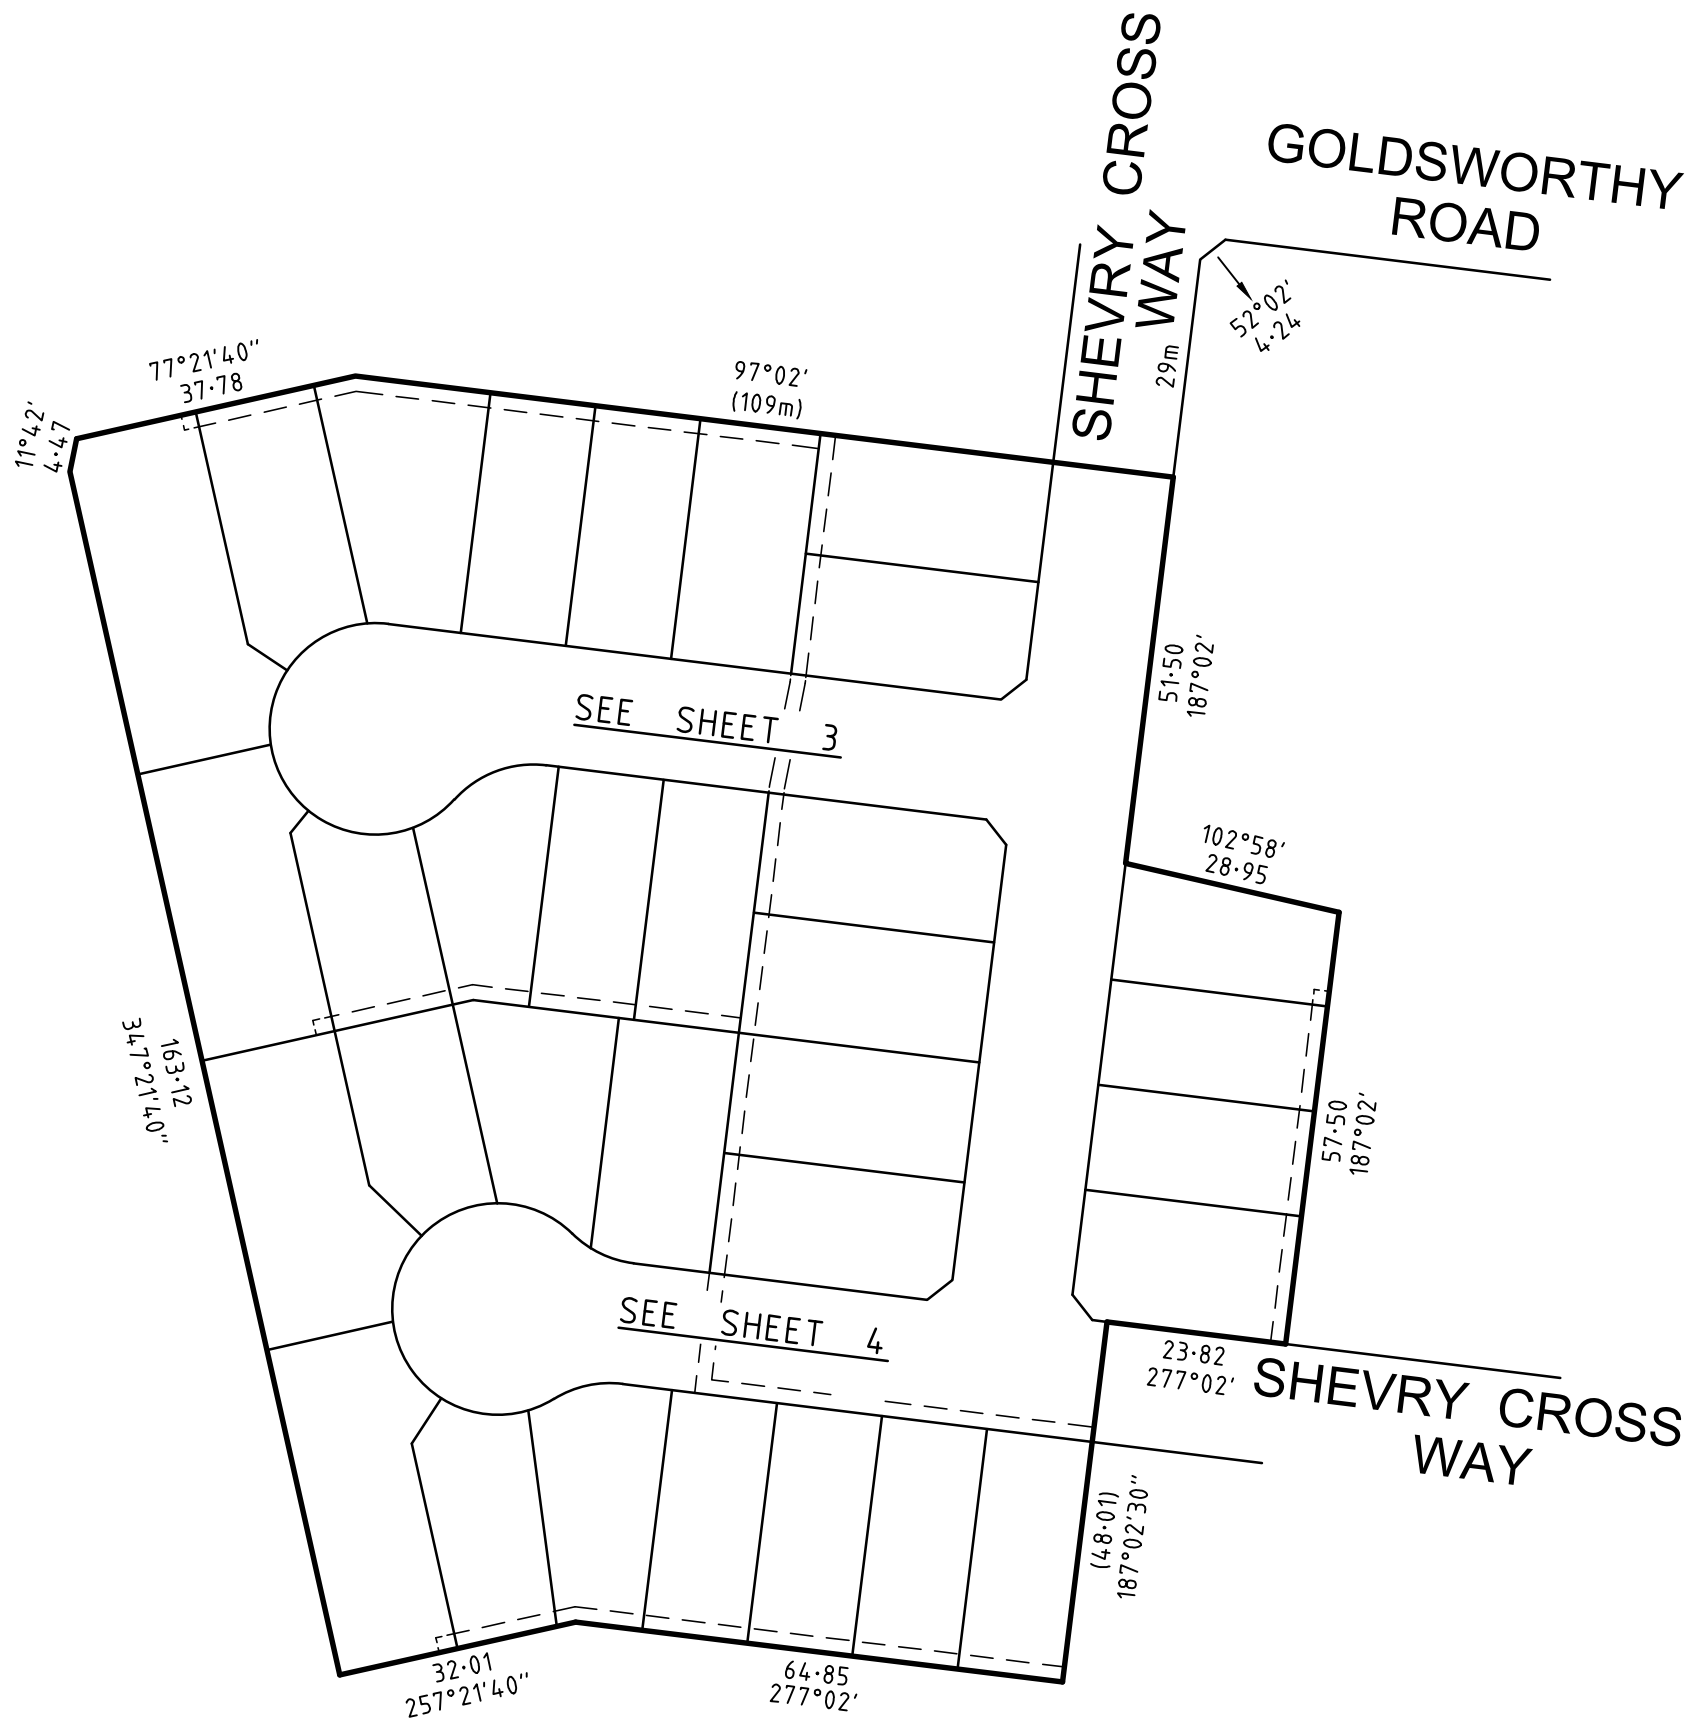 SHEVRY CROSS
WAY
GOLDSWORTHY
ROAD
52°02'
4·24
29m
77°21'40"
37·78
97°02'
(109m)
11°42'
4·47
51·50
187°02'
SEE SHEET 3
102°58'
28·95
163·12
347°21'40"
57·50
187°02'
SEE SHEET 4
23·82
277°02'
SHEVRY CROSS
WAY
(48·01)
187°02'30"
32·01
257°21'40"
64·85
277°02'